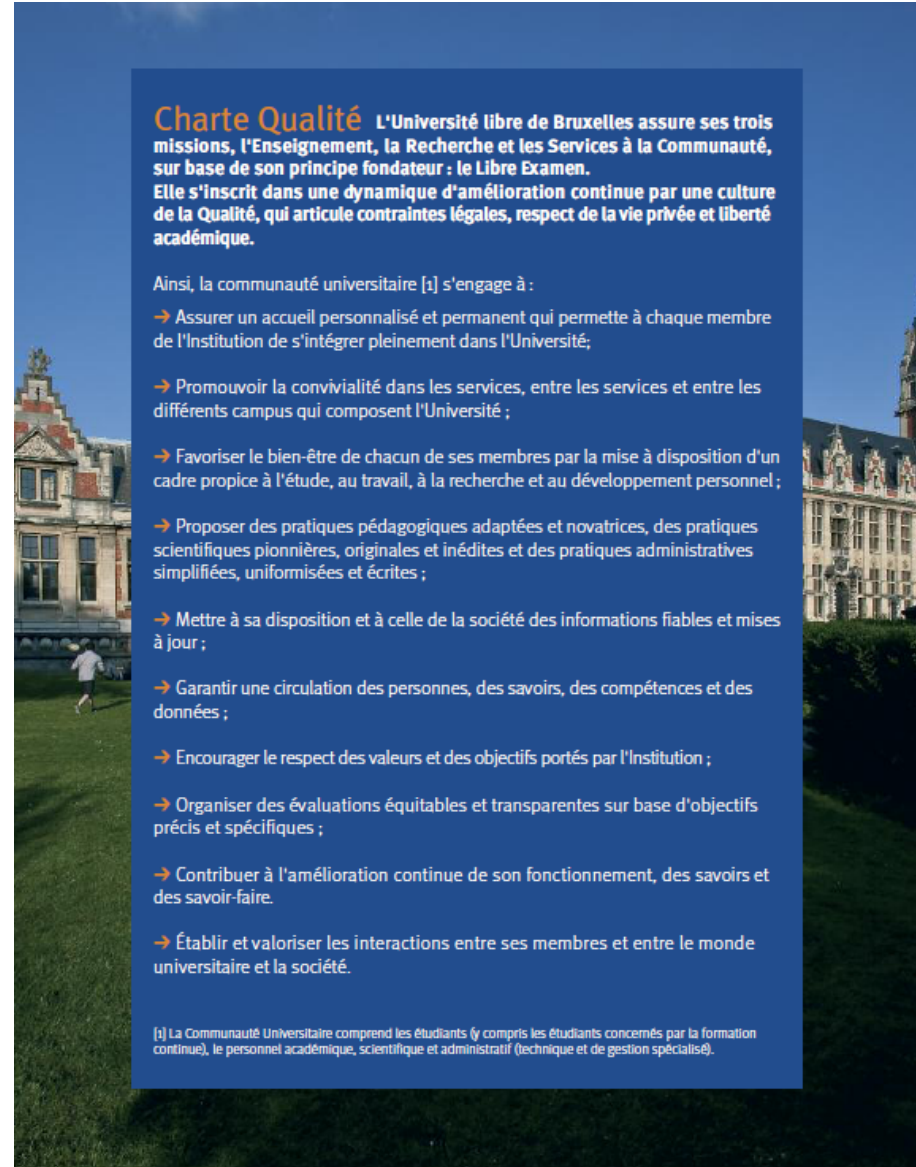 Charte Qualité L'Université libre de Bruxelles assure ses trois
missions, l'Enseignement, la Recherche et les Services à la Communauté,
sur base de son principe fondateur : le Libre Examen.
Elle s'inscrit dans une dynamique d'amélioration continue par une culture
de la Qualité, qui articule contraintes légales, respect de la vie privée et liberté
académique.
Ainsi, la communauté universitaire [1] s'engage à :
→ Assurer un accueil personnalisé et permanent qui permette à chaque membre
de l'Institution de s'intégrer pleinement dans l'Université;
→ Promouvoir la convivialité dans les services, entre les services et entre les
différents campus qui composent l'Université ;
→ Favoriser le bien-être de chacun de ses membres par la mise à disposition d'un
cadre propice à l'étude, au travail, à la recherche et au développement personnel ;
→ Proposer des pratiques pédagogiques adaptées et novatrices, des pratiques
scientifiques pionnières, originales et inédites et des pratiques administratives
simplifiées, uniformisées et écrites ;
→ Mettre à sa disposition et à celle de la société des informations fiables et mises
à jour ;
→ Garantir une circulation des personnes, des savoirs, des compétences et des
données ;
→ Encourager le respect des valeurs et des objectifs portés par l'Institution ;
→ Organiser des évaluations équitables et transparentes sur base d'objectifs
précis et spécifiques ;
→ Contribuer à l'amélioration continue de son fonctionnement, des savoirs et
des savoir-faire.
→ Établir et valoriser les interactions entre ses membres et entre le monde
universitaire et la société.
[1] La Communauté Universitaire comprend les étudiants (y compris les étudiants concernés par la formation
continue), le personnel académique, scientifique et administratif (technique et de gestion spécialisé).